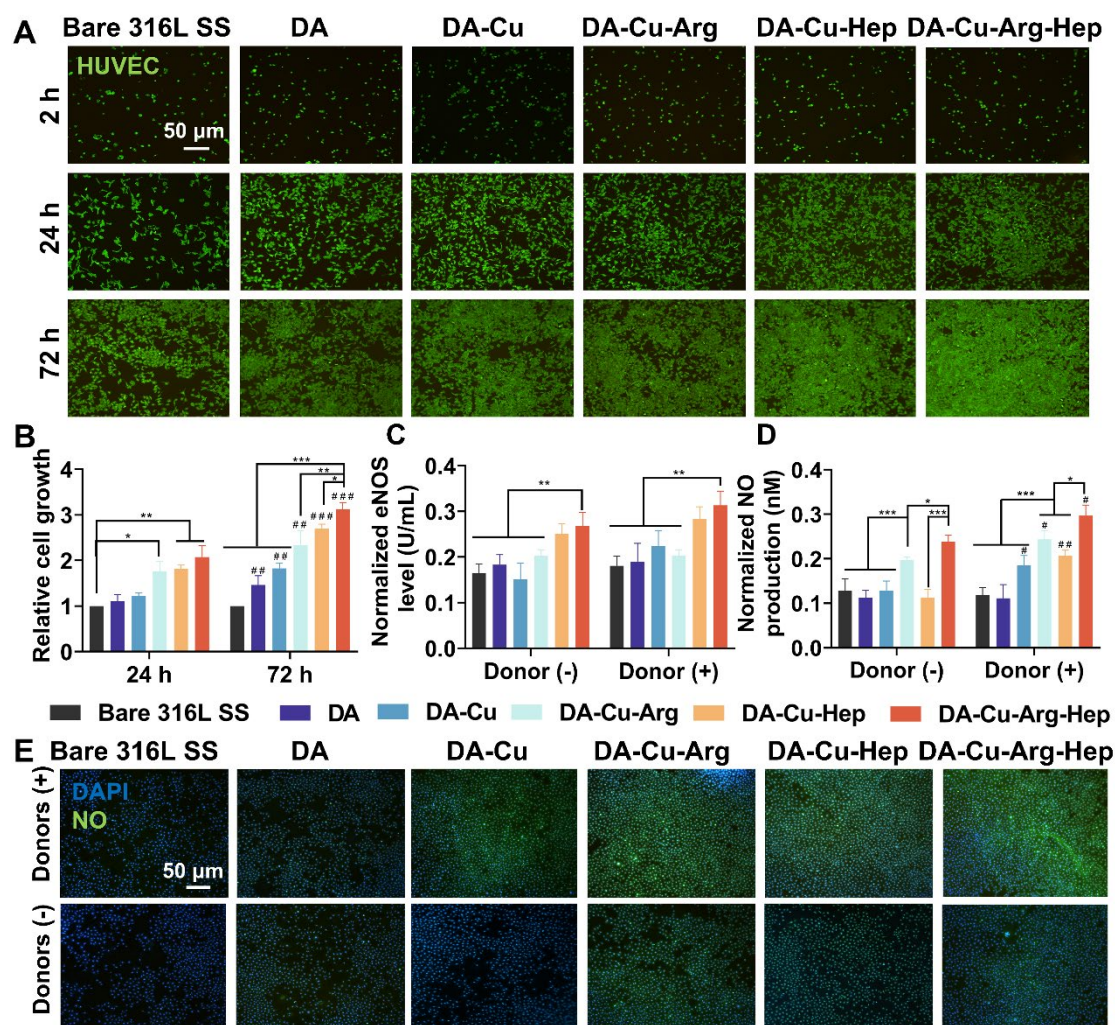 A
Bare 316L SS DA DA-Cu DA-Cu-Arg DA-Cu-Hep DA-Cu-Arg-Hep
2 h
HUVEC
50 μm
24 h
72 h
B
Relative cell growth
4
3
2
1
0
*
**
## ## ## ### ###
***
**
*
24 h 72 h
C
Normalized eNOS
level (U/mL)
0.4
0.3
0.2
0.1
0.0
**
**
Donor (-) Donor (+)
D
Normalized NO
production (nM)
0.4
0.3
0.2
0.1
0.0
***
*
***
***
*
# # ## #
Donor (-) Donor (+)
Bare 316L SS DA DA-Cu DA-Cu-Arg DA-Cu-Hep DA-Cu-Arg-Hep
E
Bare 316L SS DA DA-Cu DA-Cu-Arg DA-Cu-Hep DA-Cu-Arg-Hep
Donors (+)
DAPI
NO
50 μm
Donors (-)